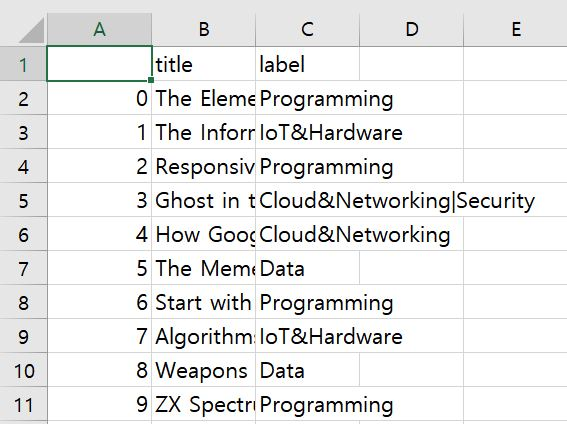 A B C D E
1 title label
2 0 The Eleme Programming
3 1 The Inforr IoT&Hardware
4 2 Responsiv Programming
5 3 Ghost in t Cloud&Networking|Security
6 4 How Goog Cloud&Networking
7 5 The Meme Data
8 6 Start with Programming
9 7 Algorithms IoT&Hardware
10 8 Weapons Data
11 9 ZX Spectru Programming